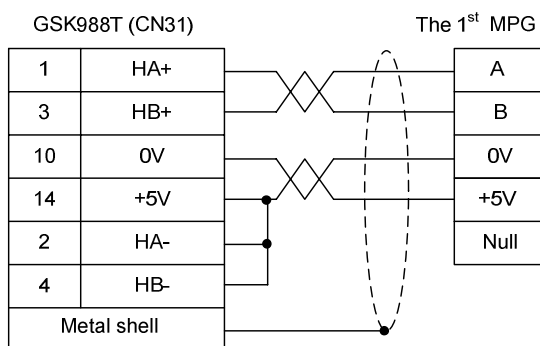 GSK988T (CN31) The 1st MPG
1 HA+ A
3 HB+ B
10 0V 0V
14 +5V +5V
2 HA- Null
4 HB-
Metal shell